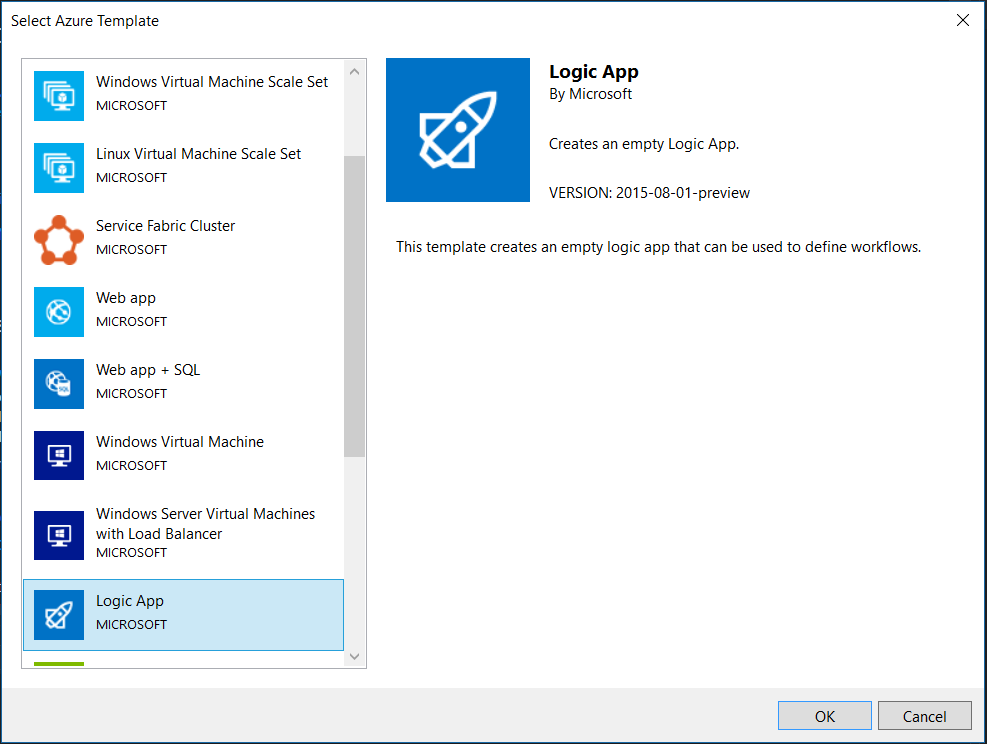 Select Azure Template
Windows Virtual Machine Scale Set
MICROSOFT
Linux Virtual Machine Scale Set
MICROSOFT
Service Fabric Cluster
MICROSOFT
Web app
MICROSOFT
Web app + SQL
MICROSOFT
Windows Virtual Machine
MICROSOFT
Windows Server Virtual Machines
with Load Balancer
MICROSOFT
Logic App
MICROSOFT
Logic App
By Microsoft
Creates an empty Logic App.
VERSION: 2015-08-01-preview
This template creates an empty logic app that can be used to define workflows.
OK
Cancel